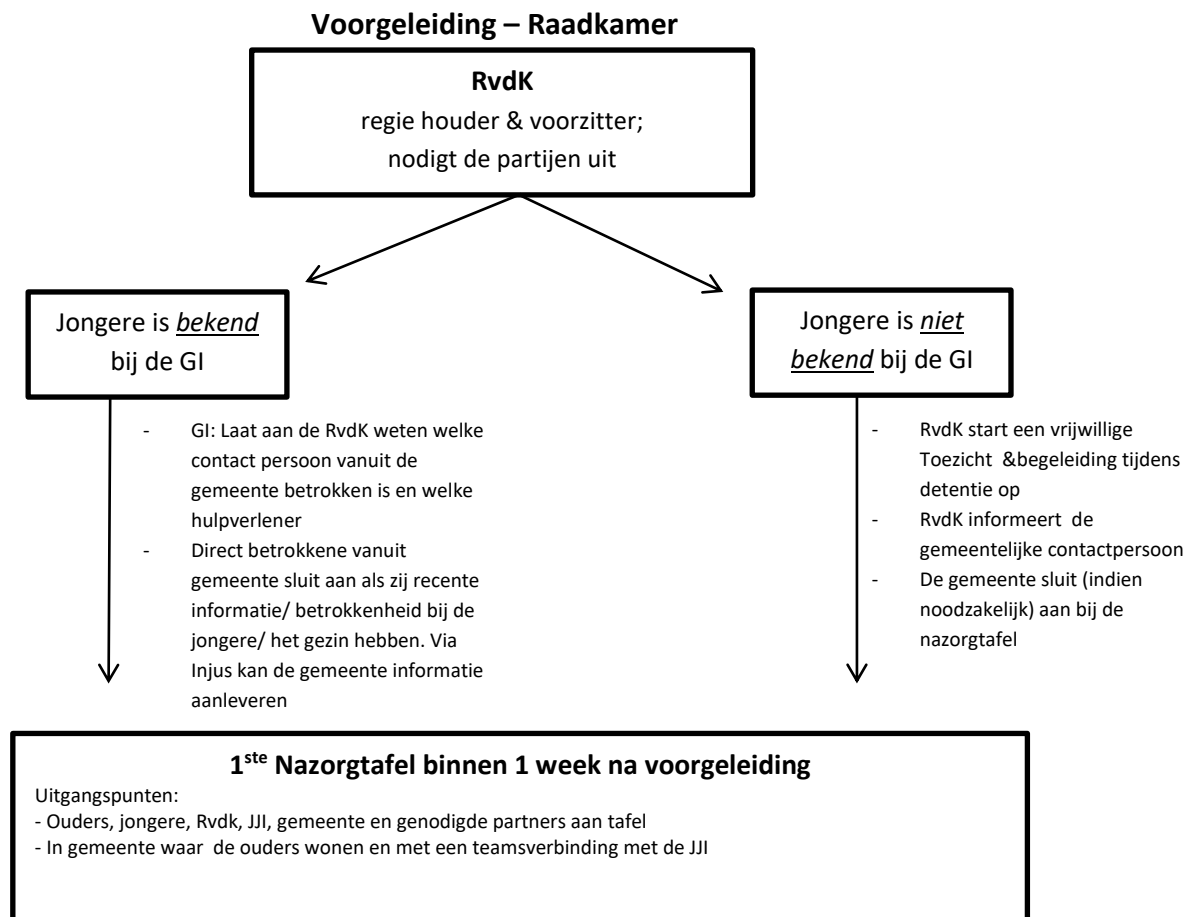 Voorgeleiding – Raadkamer
RvdK
regie houder & voorzitter;
nodigt de partijen uit
Jongere is bekend
bij de GI
- GI: Laat aan de RvdK weten welke
contact persoon vanuit de
gemeente betrokken is en welke
hulpverlener
- Direct betrokkene vanuit
gemeente sluit aan als zij recente
informatie/ betrokkenheid bij de
jongere/ het gezin hebben. Via
Injus kan de gemeente informatie
aanleveren
Jongere is niet
bekend bij de GI
- RvdK start een vrijwillige
Toezicht &begeleiding tijdens
detentie op
- RvdK informeert de
gemeentelijke contactpersoon
- De gemeente sluit (indien
noodzakelijk) aan bij de
nazorgtafel
1ste Nazorgtafel binnen 1 week na voorgeleiding
Uitgangspunten:
- Ouders, jongere, Rvdk, JJI, gemeente en genodigde partners aan tafel
- In gemeente waar de ouders wonen en met een teamsverbinding met de JJI